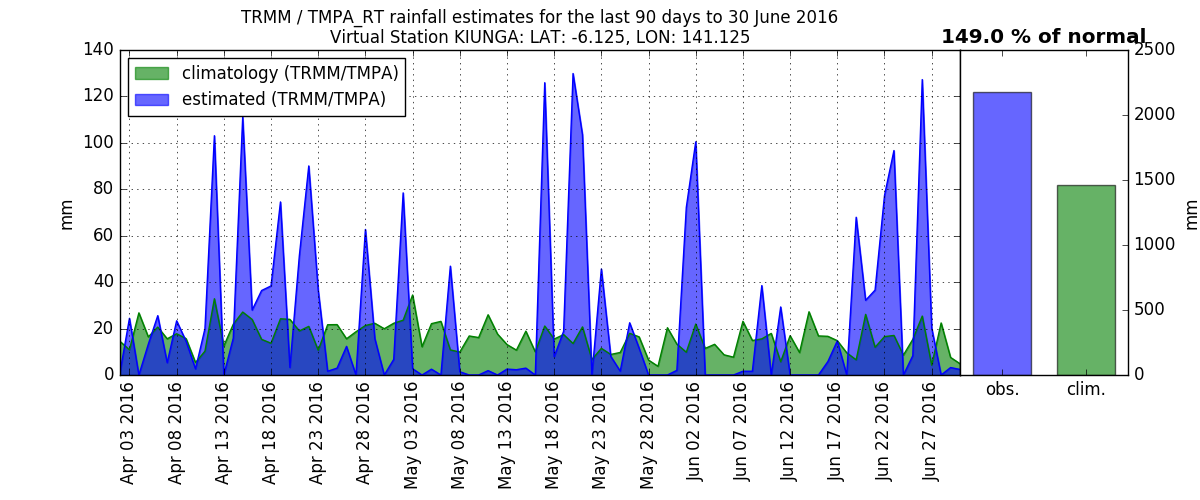 TRMM / TMPA_RT rainfall estimates for the last 90 days to 30 June 2016
Virtual Station KIUNGA: LAT: -6.125, LON: 141.125
149.0 % of normal
climatology (TRMM/TMPA)
estimated (TRMM/TMPA)
mm
140
120
100
80
60
40
20
0
Apr 03 2016
Apr 08 2016
Apr 13 2016
Apr 18 2016
Apr 23 2016
Apr 28 2016
May 03 2016
May 08 2016
May 13 2016
May 18 2016
May 23 2016
May 28 2016
Jun 02 2016
Jun 07 2016
Jun 12 2016
Jun 17 2016
Jun 22 2016
Jun 27 2016
2500
2000
1500
1000
500
0
mm
obs.
clim.